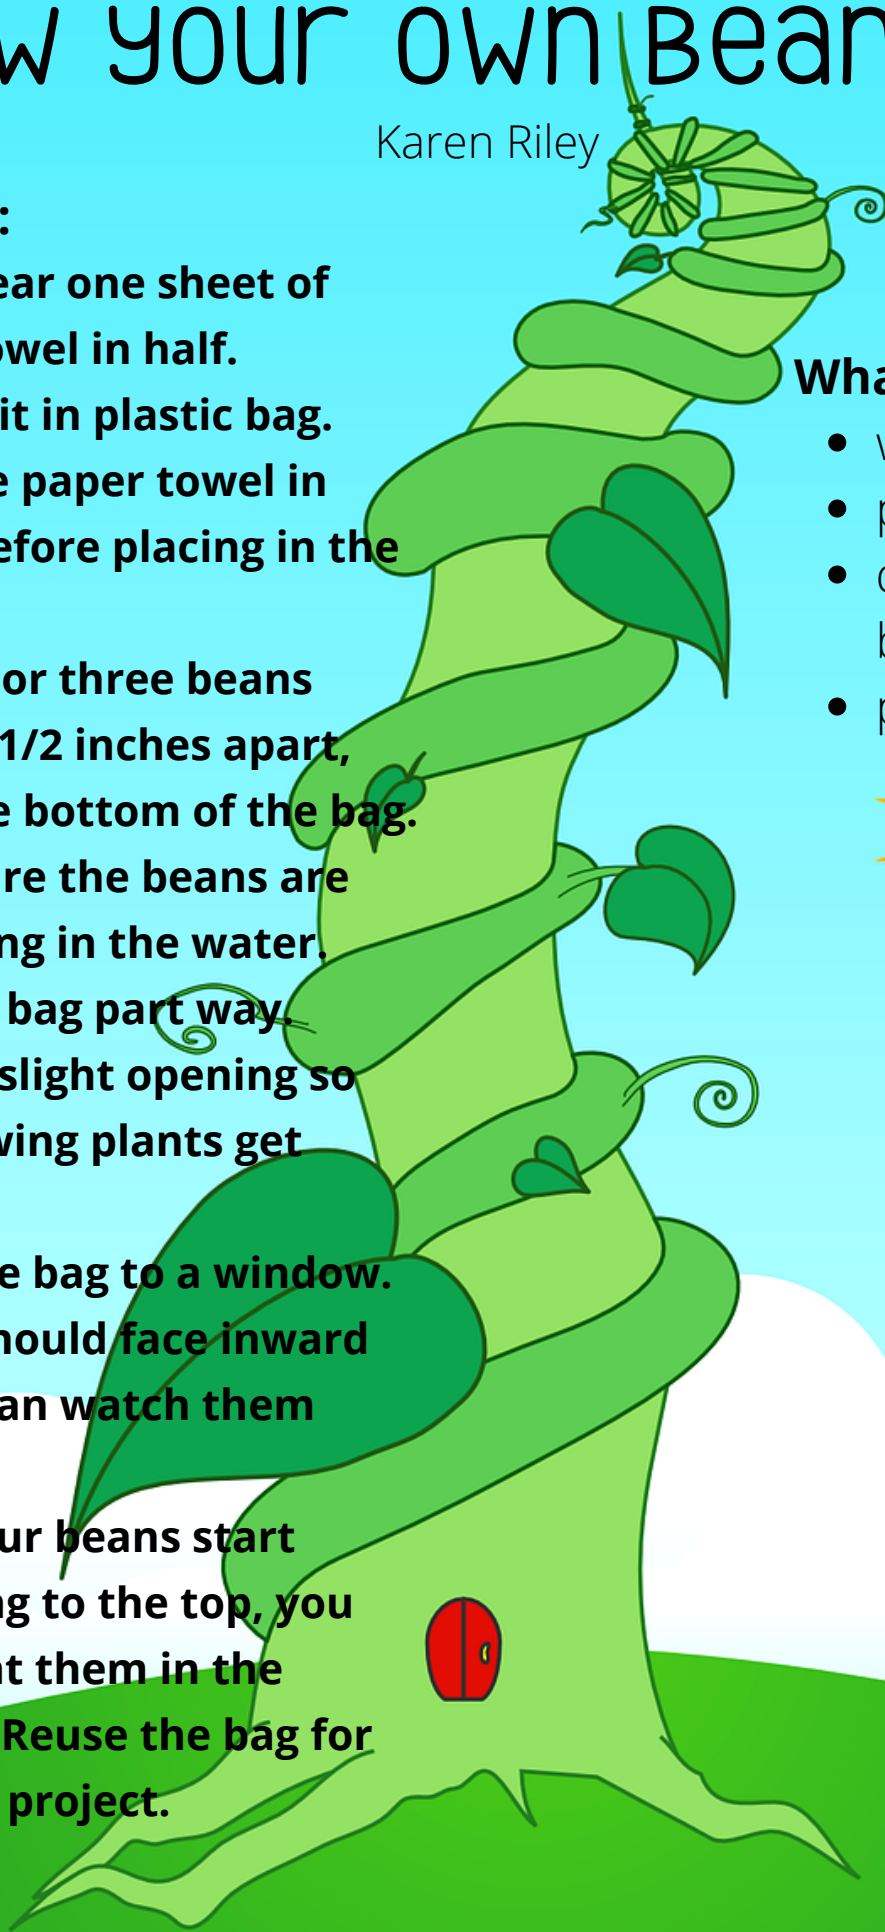 w your own Bean
Karen Riley
:
ear one sheet of
owel in half.
it in plastic bag.
e paper towel in
efore placing in the
or three beans
1/2 inches apart,
e bottom of the bag.
re the beans are
ng in the water.
bag part way.
slight opening so
wing plants get
e bag to a window.
hould face inward
an watch them
ur beans start
ng to the top, you
nt them in the
Reuse the bag for
project.
Wha